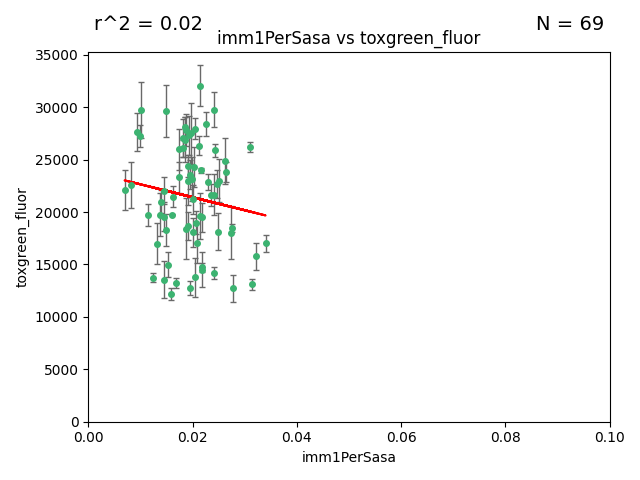 r^2 = 0.02
N = 69
imm1PerSasa vs toxgreen_fluor
toxgreen_fluor
35000
30000
25000
20000
15000
10000
5000
0
0.00
0.02
0.04
0.06
0.08
0.10
imm1PerSasa